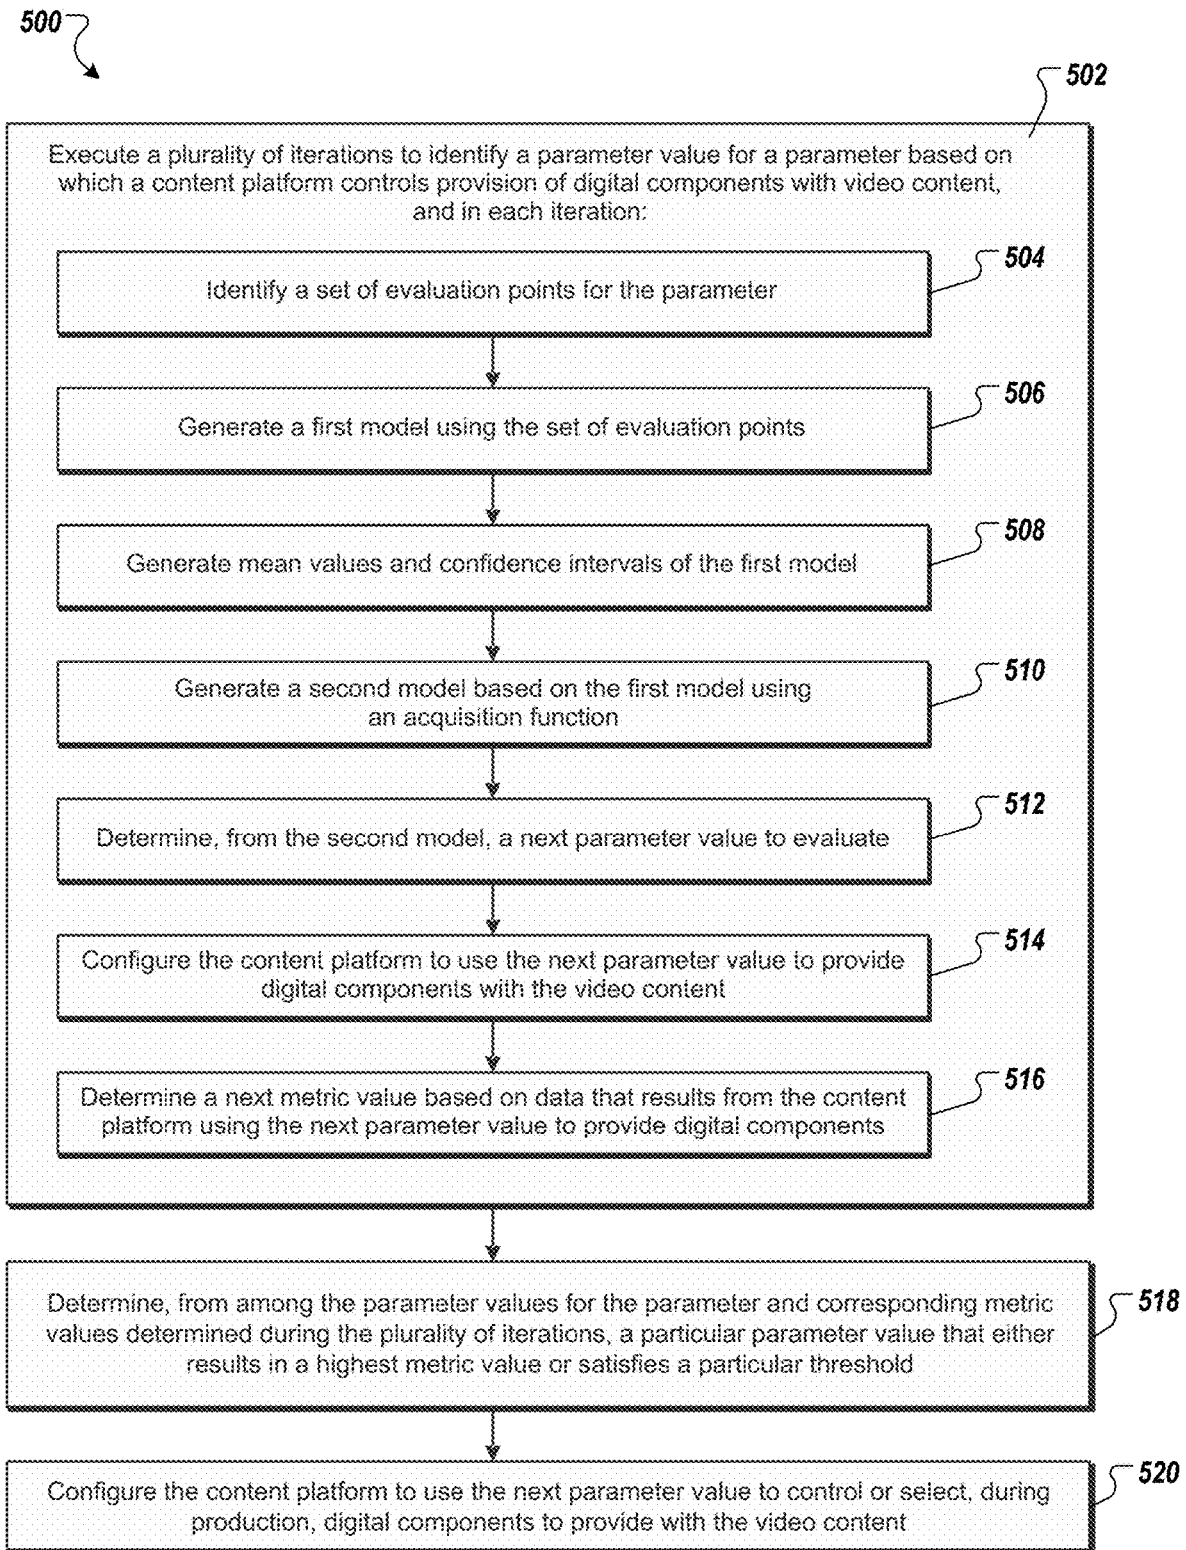 500
502
Execute a plurality of iterations to identify a parameter value for a parameter based on
which a content platform controls provision of digital components with video content,
and in each iteration:
504
Identify a set of evaluation points for the parameter
506
Generate a first model using the set of evaluation points
508
Generate mean values and confidence intervals of the first model
510
Generate a second model based on the first model using
an acquisition function
512
Determine, from the second model, a next parameter value to evaluate
514
Configure the content platform to use the next parameter value to provide
digital components with the video content
516
Determine a next metric value based on data that results from the content
platform using the next parameter value to provide digital components
518
Determine, from among the parameter values for the parameter and corresponding metric
values determined during the plurality of iterations, a particular parameter value that either
results in a highest metric value or satisfies a particular threshold
520
Configure the content platform to use the next parameter value to control or select, during
production, digital components to provide with the video content